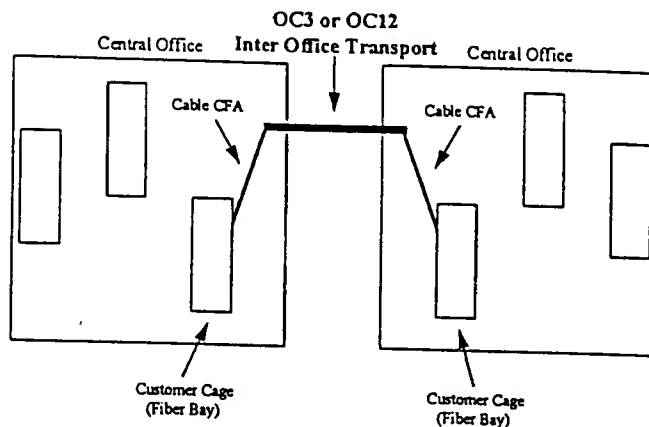 OC3 or OC12
Inter Office Transport
Central Office
Central Office
Cable CFA
Cable CFA
Customer Cage
(Fiber Bay)
Customer Cage
(Fiber Bay)